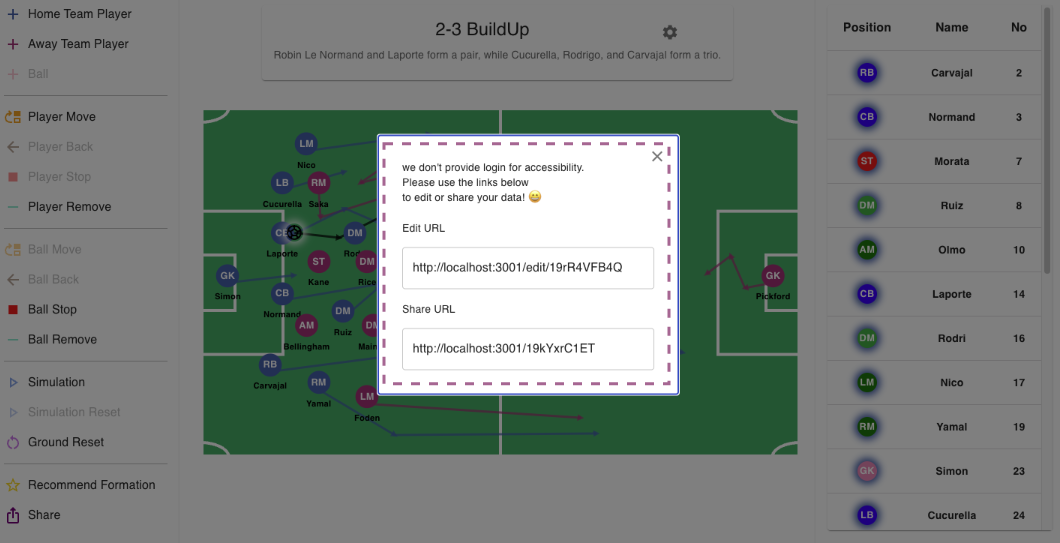 Home Team Player
Away Team Player
Ball
Player Move
Player Back
Player Stop
Player Remove
Ball Move
Ball Back
Ball Stop
Ball Remove
Simulation
Simulation Reset
Ground Reset
Recommend Formation
Share
2-3 BuildUp
Robin Le Normand and Laporte form a pair, while Cucurella, Rodrigo, and Carvajal form a trio.
LM
Nico
LB
Cucurella
RM
Saka
Laporte
DM
GK
Simon
ST
Kane
DM
Rice
CB
Normand
DM
Ruiz
AM
Bellingham
RB
Carvajal
RM
Yamal
LM
Foden
GK
Pickford
we don't provide login for accessibility.
Please use the links below
to edit or share your data! 😀
Edit URL
http://localhost:3001/edit/19rR4VFB4Q
Share URL
http://localhost:3001/19kYxrC1ET
Position Name No
RB Carvajal 2
CB Normand 3
ST Morata 7
DM Ruiz 8
AM Olmo 10
CB Laporte 14
DM Rodri 16
LM Nico 17
RM Yamal 19
GK Simon 23
LB Cucurella 24